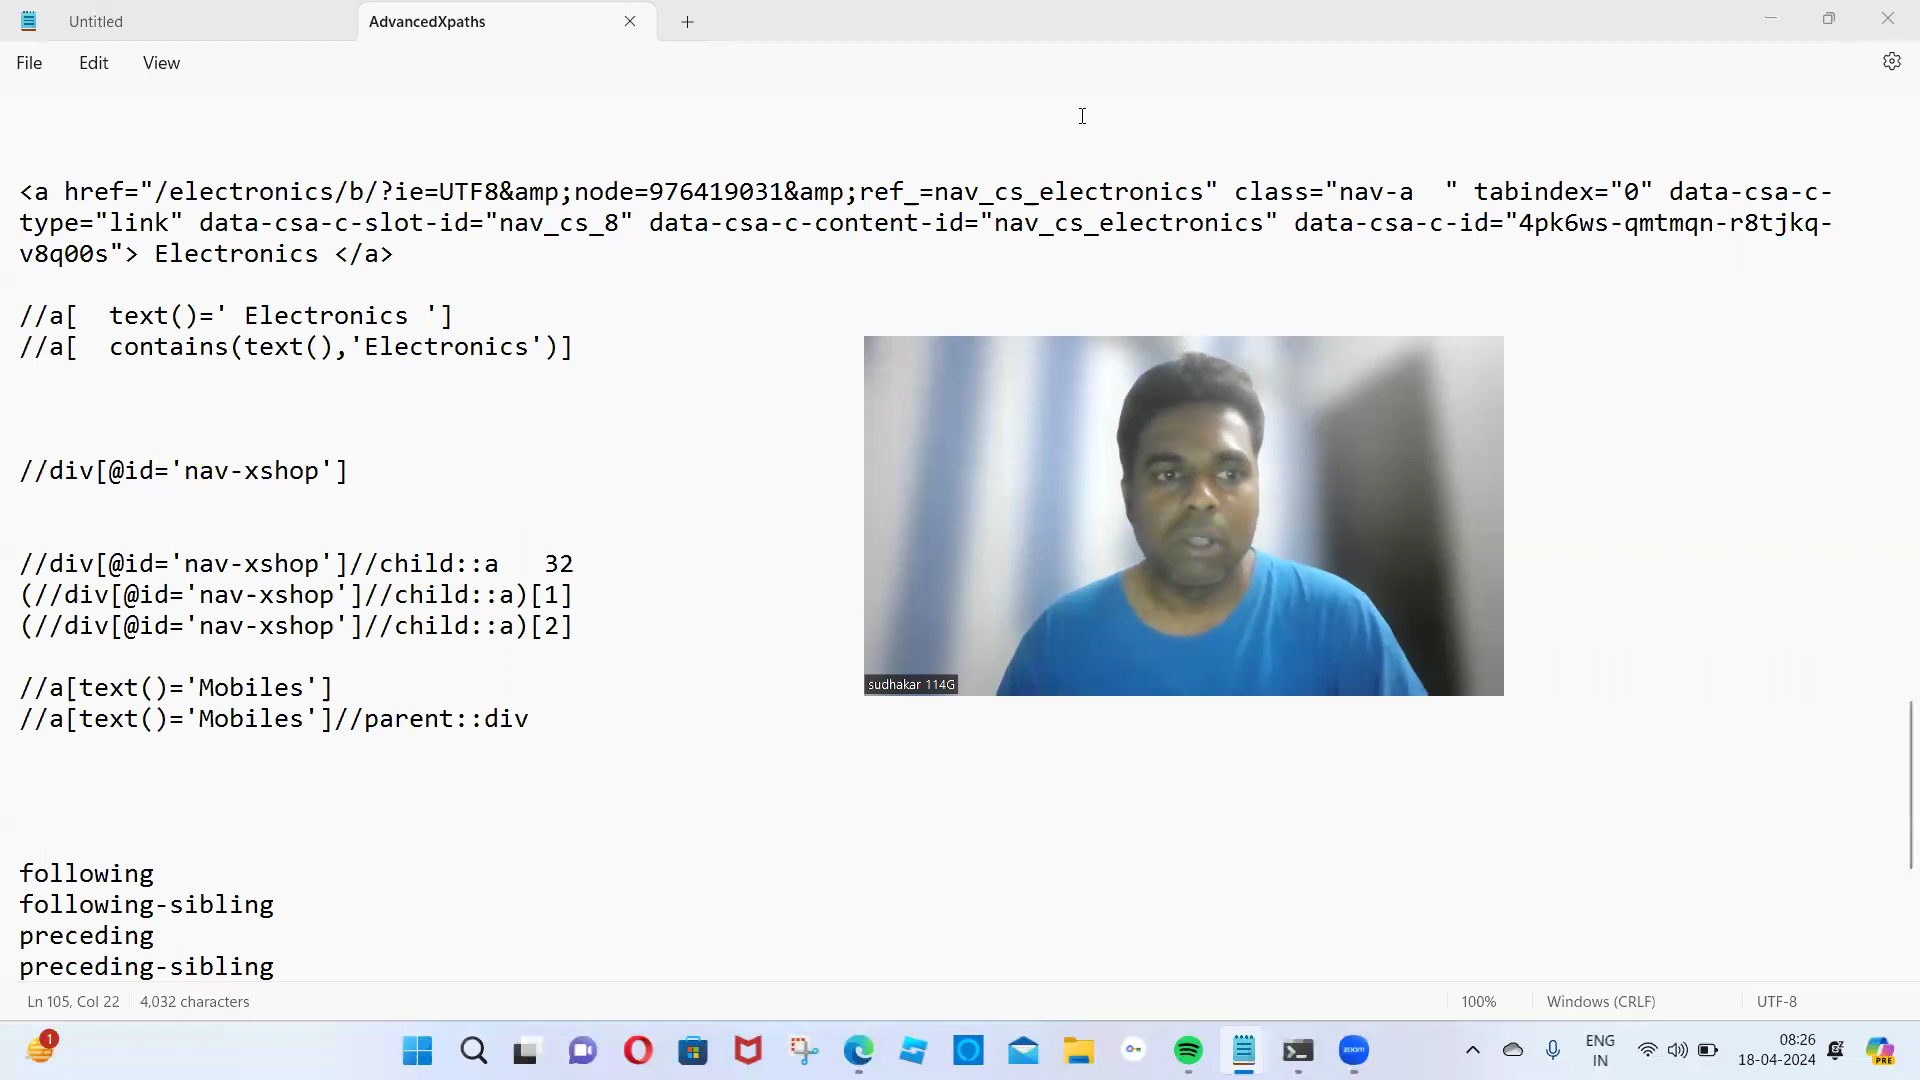 Untitled
AdvancedXpaths
File Edit View
<a href="/electronics/b/?ie=UTF8&amp;node=976419031&amp;ref_=nav_cs_electronics" class="nav-a  " tabindex="0" data-csa-c-
type="link" data-csa-c-slot-id="nav_cs_8" data-csa-c-content-id="nav_cs_electronics" data-csa-c-id="4pk6ws-qmtmqn-r8tjkq-
v8q00s"> Electronics </a>
//a[  text()=' Electronics ']
//a[  contains(text(),'Electronics')]
//div[@id='nav-xshop']
//div[@id='nav-xshop']//child::a   32
(//div[@id='nav-xshop']//child::a)[1]
(//div[@id='nav-xshop']//child::a)[2]
//a[text()='Mobiles']
//a[text()='Mobiles']//parent::div
sudhakar 114G
following
following-sibling
preceding
preceding-sibling
Ln 105, Col 22 4,032 characters 100% Windows (CRLF) UTF-8
1
zoom
ENG
IN
08:26
18-04-2024
PRE